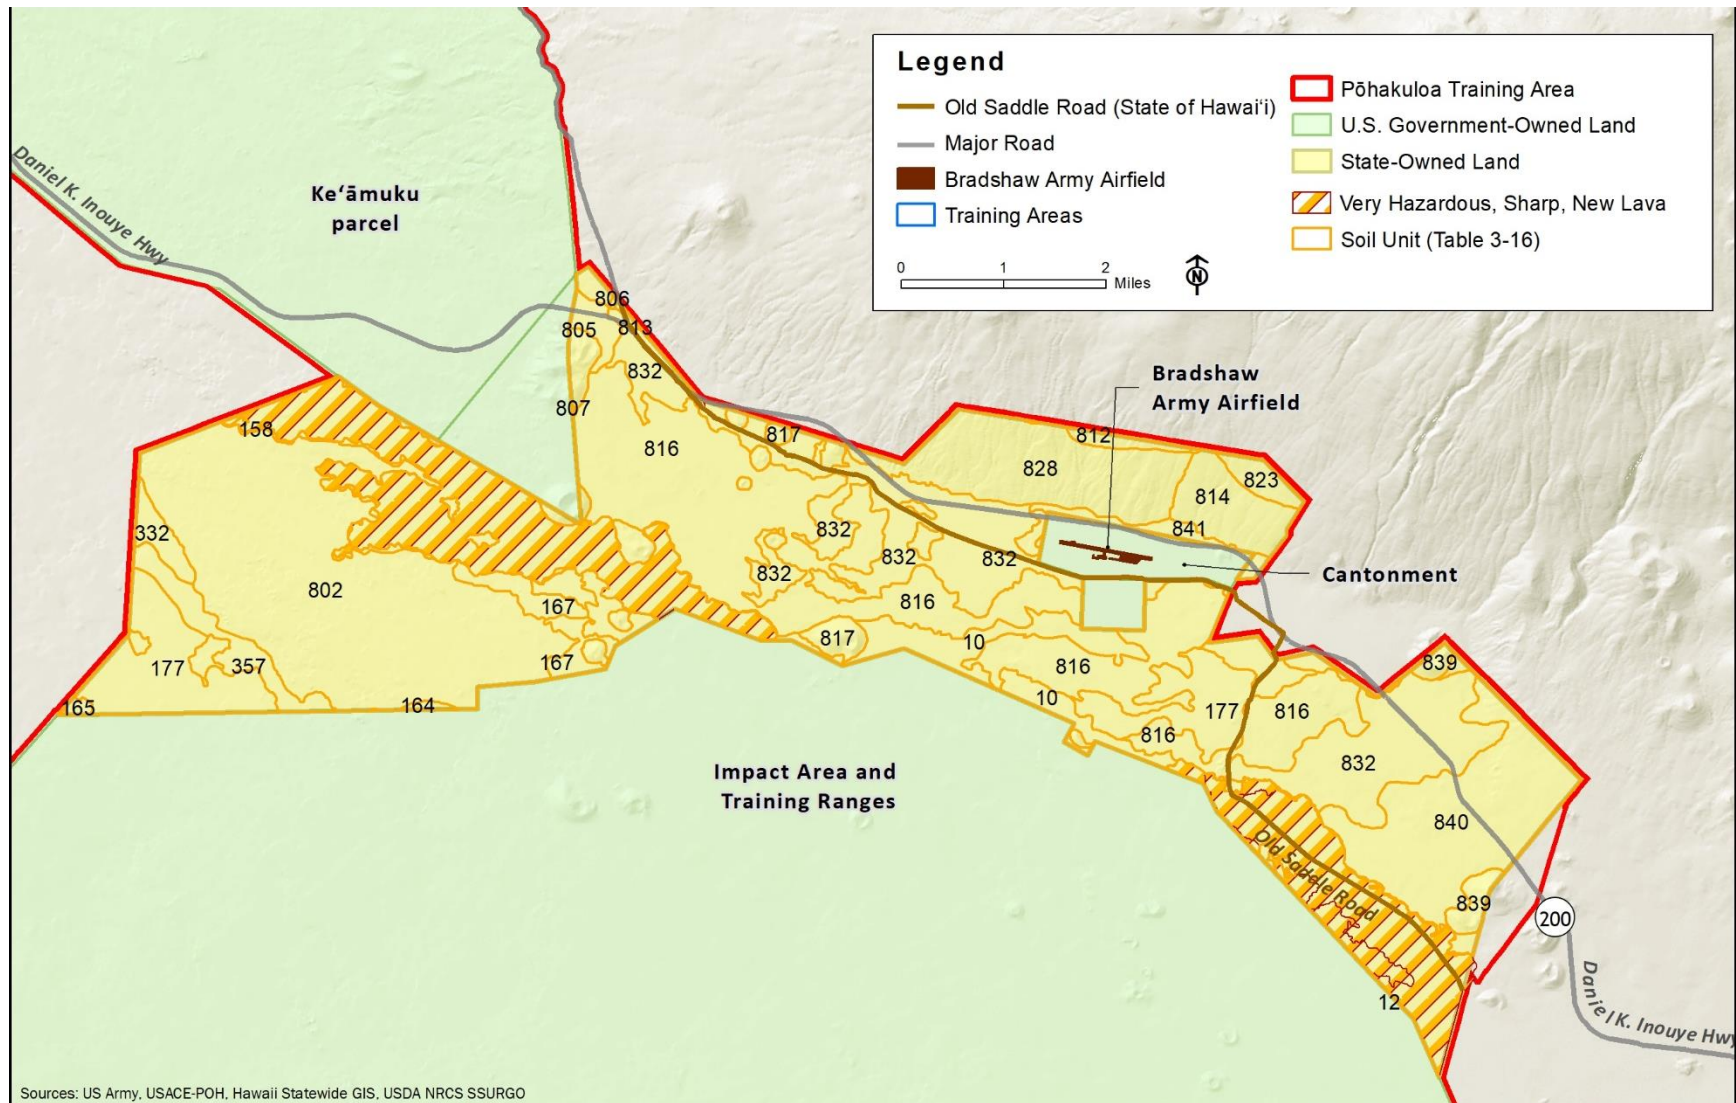 Legend
Old Saddle Road (State of Hawaiʻi)
Major Road
Bradshaw Army Airfield
Training Areas
0 1 2
Miles
N
Pōhakuloa Training Area
U.S. Government-Owned Land
State-Owned Land
Very Hazardous, Sharp, New Lava
Soil Unit (Table 3-16)
Daniel K. Inouye Hwy
Keʻāmuku
parcel
806
805
813
832
807
158
816
817
812
828
823
814
841
Bradshaw
Army Airfield
Cantonment
332
802
832
832
832
832
167
816
817
10
816
167
177
357
165
164
10
816
177
816
839
832
840
839
Impact Area and
Training Ranges
Old Saddle Road
12
200
Daniel K. Inouye Hwy
Sources: US Army, USACE-POH, Hawaii Statewide GIS, USDA NRCS SSURGO